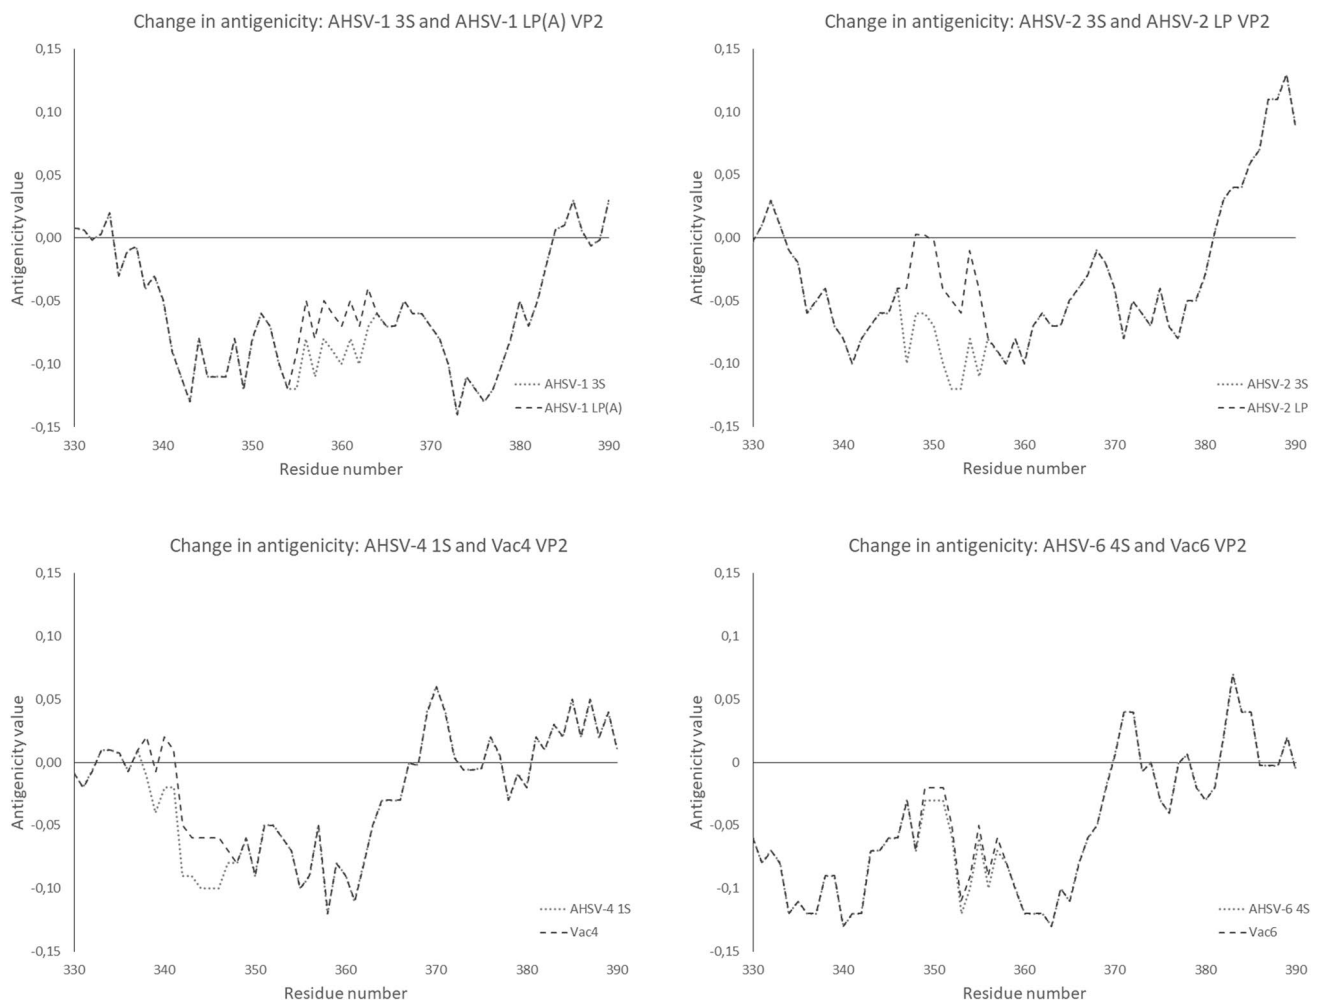 Change in antigenicity: AHSV-1 3S and AHSV-1 LP(A) VP2
0,15
0,10
0,05
0,00
-0,05
-0,10
-0,15
Antigenicity value
330 340 350 360 370 380 390
Residue number
AHSV-1 3S
AHSV-1 LP(A)
Change in antigenicity: AHSV-2 3S and AHSV-2 LP VP2
0,15
0,10
0,05
0,00
-0,05
-0,10
-0,15
Antigenicity value
330 340 350 360 370 380 390
Residue number
AHSV-2 3S
AHSV-2 LP
Change in antigenicity: AHSV-4 1S and Vac4 VP2
0,15
0,10
0,05
0,00
-0,05
-0,10
-0,15
Antigenicity value
330 340 350 360 370 380 390
Residue number
AHSV-4 1S
Vac4
Change in antigenicity: AHSV-6 4S and Vac6 VP2
0,15
0,1
0,05
0
-0,05
-0,1
-0,15
Antigenicity value
330 340 350 360 370 380 390
Residue number
AHSV-6 4S
Vac6